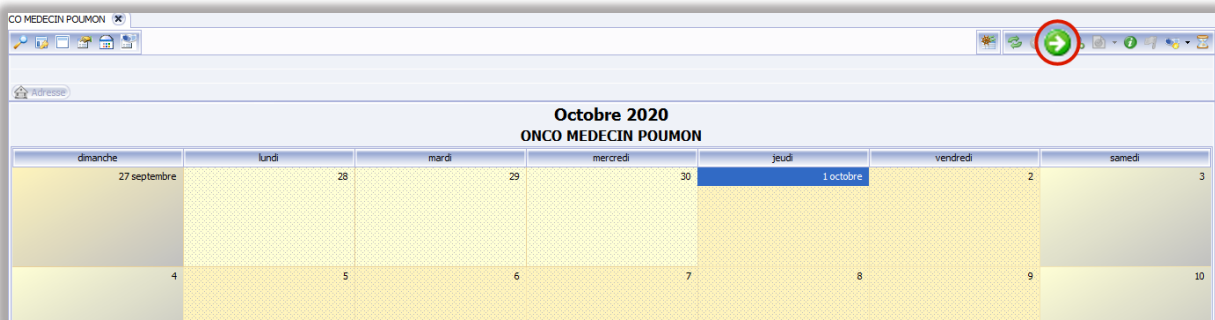 CO MEDECIN POUMON
Adresse
Octobre 2020
ONCO MEDECIN POUMON
dimanche lundi mardi mercredi jeudi vendredi samedi
27 septembre 28 29 30 1 octobre 2 3
4 5 6 7 8 9 10